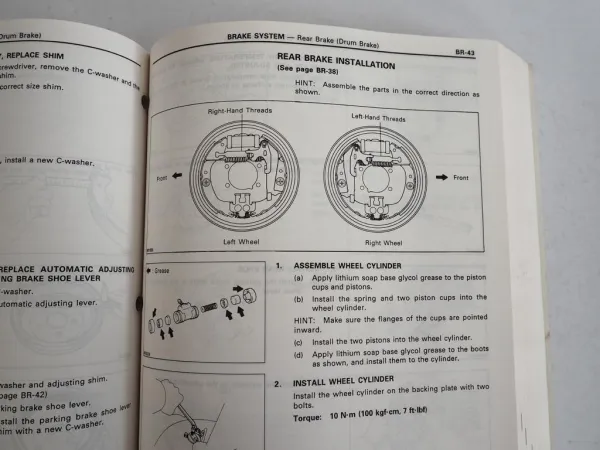 Drum Brake)
, REPLACE SHIM
crewdriver, remove the C-washer and the
shim.
correct size shim.
, install a new C-washer.
REPLACE AUTOMATIC ADJUSTING
NG BRAKE SHOE LEVER
-washer.
utomatic adjusting lever.
washer and adjusting shim.
page BR-42)
king brake shoe lever.
stall the parking brake shoe lever
him with a new C-washer.
BRAKE SYSTEM — Rear Brake (Drum Brake)
BR-43
REAR BRAKE INSTALLATION
(See page BR-38)
HINT: Assemble the parts in the correct direction as
shown.
Right-Hand Threads
Left-Hand Threads
Front
Front
Left Wheel
Right Wheel
Grease
1. ASSEMBLE WHEEL CYLINDER
(a) Apply lithium soap base glycol grease to the piston
cups and pistons.
(b) Install the spring and two piston cups into the
wheel cylinder.
HINT: Make sure the flanges of the cups are pointed
inward.
(c) Install the two pistons into the wheel cylinder.
(d) Apply lithium soap base glycol grease to the boots
as shown, and install them to the cylinder.
2. INSTALL WHEEL CYLINDER
Install the wheel cylinder on the backing plate with two
bolts.
Torque: 10 N·m (100 kgf·cm, 7 ft·lbf)